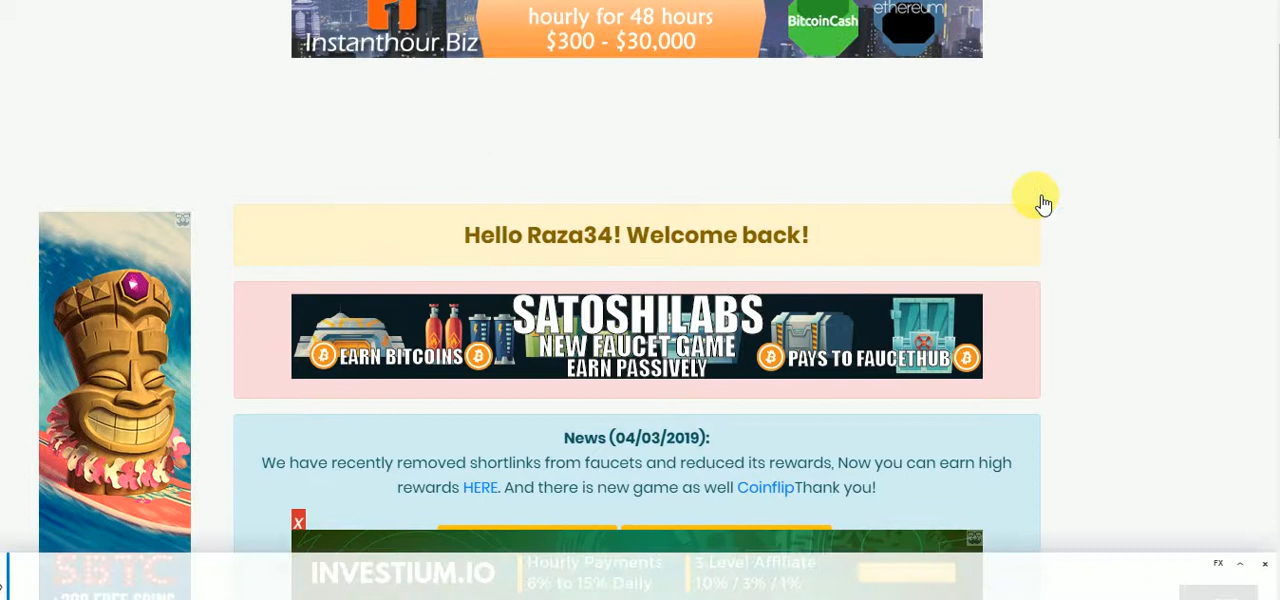 hourly for 48 hours
$300 - $30,000
Instanthour.Biz
BitcoinCash
ethereum
Hello Raza34! Welcome back!
SATOSHILABS
NEW FAUCET GAME
EARN PASSIVELY
EARN BITCOINS
PAYS TO FAUCETHUB
News (04/03/2019):
We have recently removed shortlinks from faucets and reduced its rewards, Now you can earn high
rewards HERE. And there is new game as well CoinflipThank you!
X
INVESTIUM.IO
Hourly Payments
6% to 15% Daily
3 Level Affiliate
10% / 3% / 1%
FX